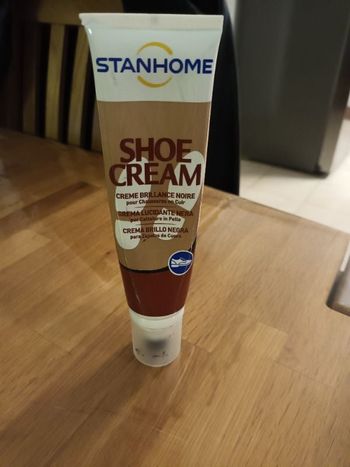 STANHOME
SHOE
CREAM
CREME BRILLANCE NOIRE
pour Chaussures en Cuir
CREMA LUCIDANTE NERA
per Calzature in Pelle
CREMA BRILLO NEGRA
para Zapatos de Cuero